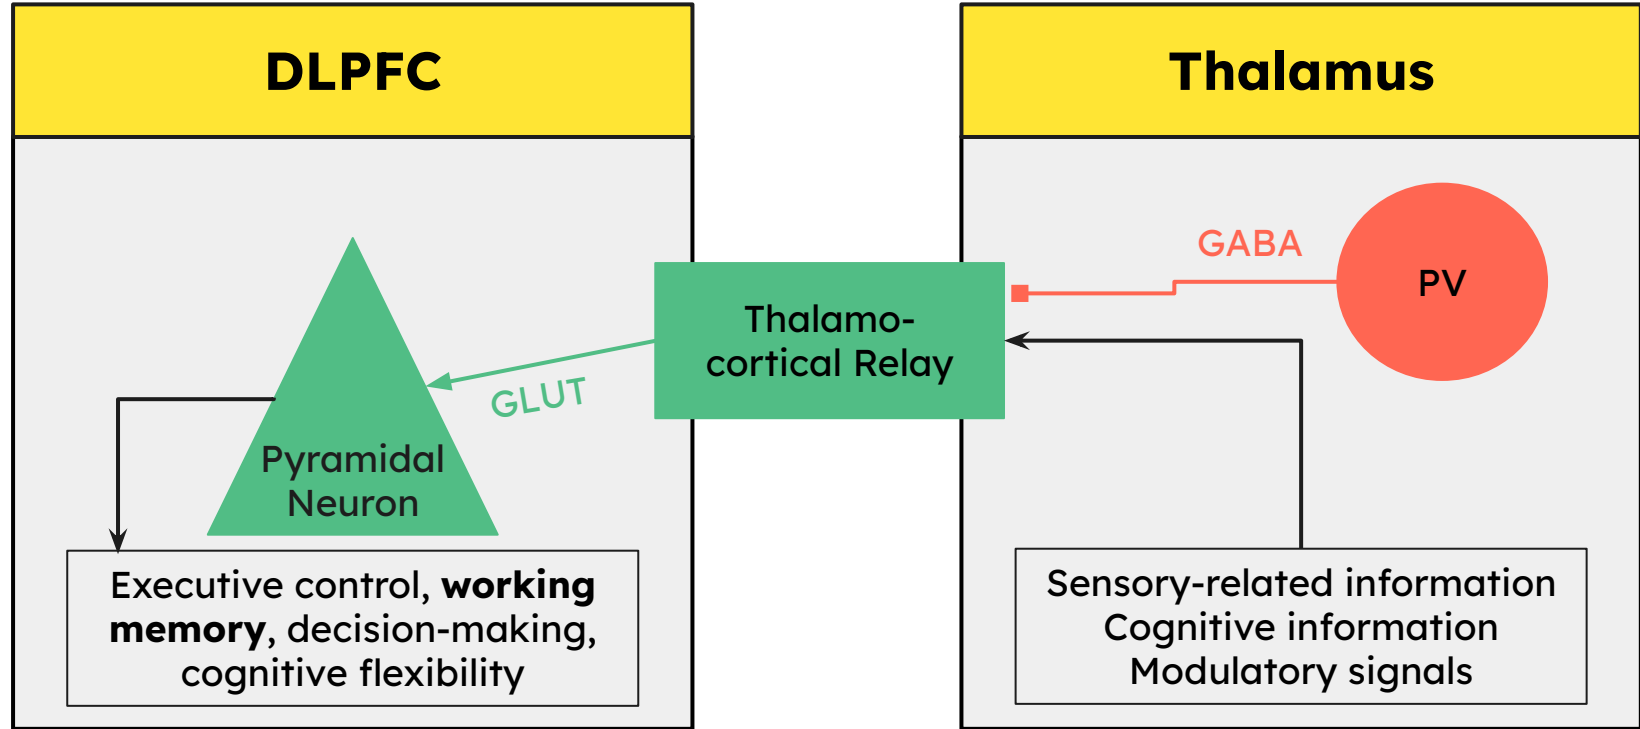 DLPFC
Thalamus
GABA
PV
Thalamo-
cortical Relay
GLUT
Pyramidal
Neuron
Executive control, working
memory, decision-making,
cognitive flexibility
Sensory-related information
Cognitive information
Modulatory signals